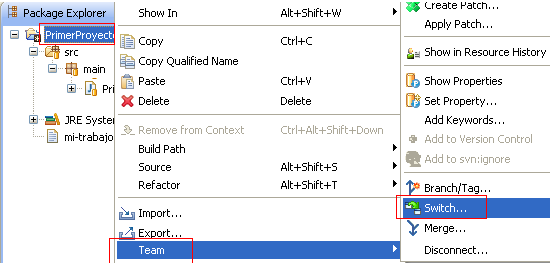 Package Explorer
PrimerProyecto
src
main
Pri
JRE System
mi-trabajo
Show In Alt+Shift+W
Copy Ctrl+C
Copy Qualified Name
Paste Ctrl+V
Delete Delete
Remove from Context Ctrl+Alt+Shift+Down
Build Path
Source Alt+Shift+S
Refactor Alt+Shift+T
Import...
Export...
Team
Create Patch...
Apply Patch...
Show in Resource History
Show Properties
Set Property...
Add Keywords...
Add to Version Control
Add to svn:ignore
Branch/Tag...
Switch...
Merge...
Disconnect...